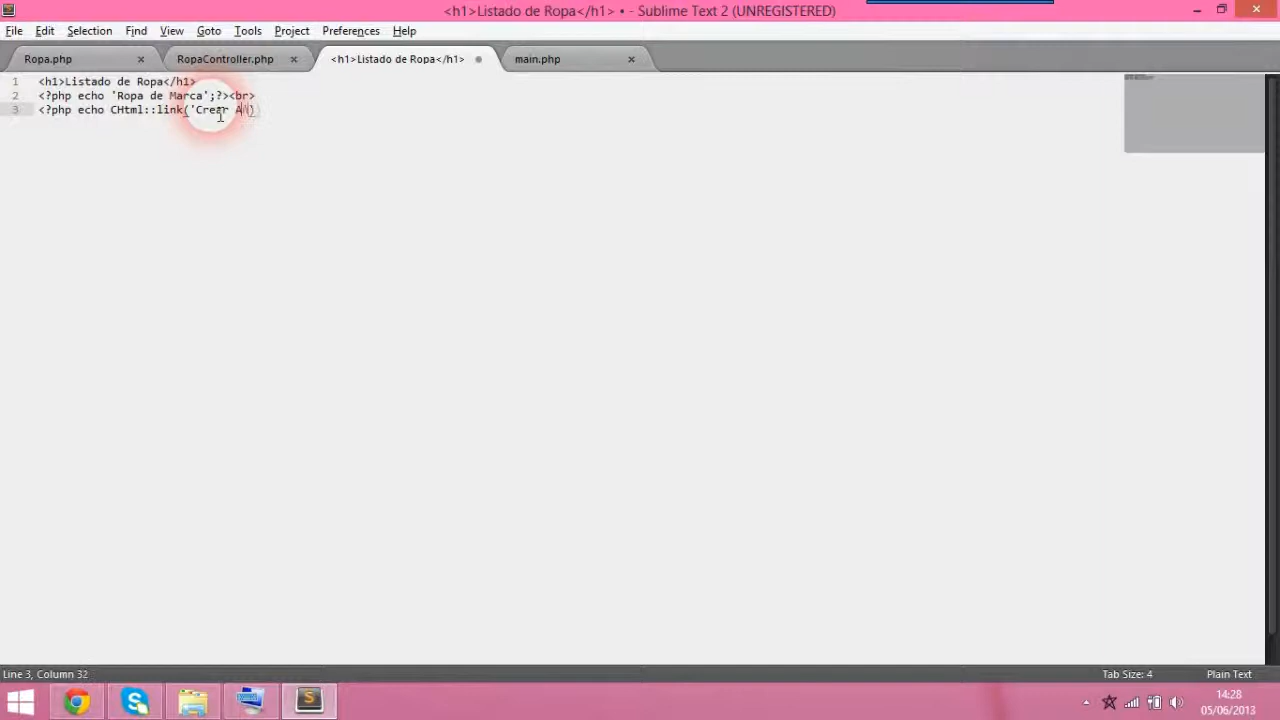 <h1>Listado de Ropa</h1> • - Sublime Text 2 (UNREGISTERED)
File Edit Selection Find View Goto Tools Project Preferences Help
Ropa.php RopaController.php <h1>Listado de Ropa</h1> main.php
1 <h1>Listado de Ropa</h1>
2 <?php echo 'Ropa de Marca';?><br>
3 <?php echo CHtml::link('Crear A')
Line 3, Column 32 Tab Size: 4 Plain Text
14:28
05/06/2013